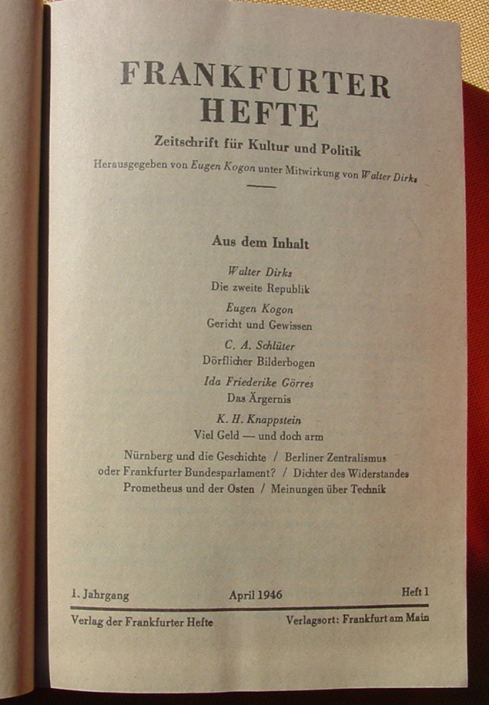 FRANKFURTER
HEFTE
Zeitschrift für Kultur und Politik
Herausgegeben von Eugen Kogon unter Mitwirkung von Walter Dirks
Aus dem Inhalt
Walter Dirks
Die zweite Republik
Eugen Kogon
Gericht und Gewissen
C. A. Schlüter
Dörflicher Bilderbogen
Ida Friederike Görres
Das Ärgernis
K. H. Knappstein
Viel Geld — und doch arm
Nürnberg und die Geschichte / Berliner Zentralismus
oder Frankfurter Bundesparlament? / Dichter des Widerstandes
Prometheus und der Osten / Meinungen über Technik
1. Jahrgang April 1946 Heft 1
Verlag der Frankfurter Hefte Verlagsort: Frankfurt am Main